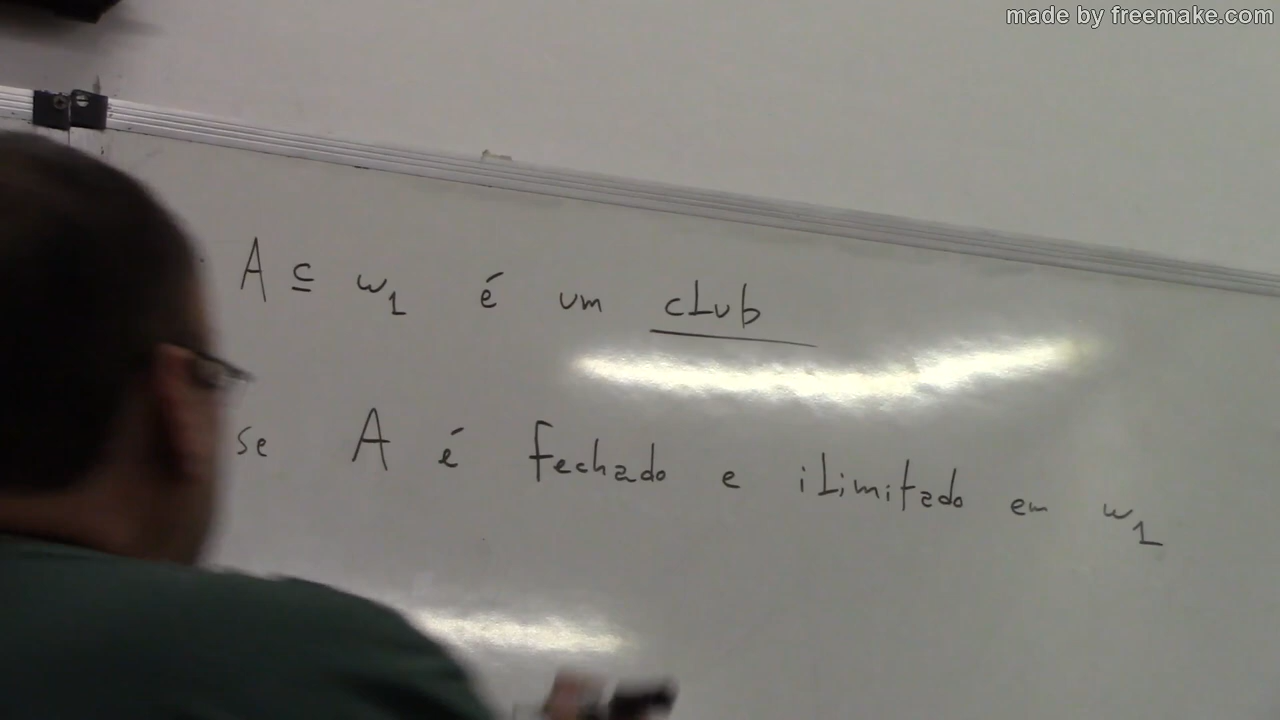 made by freemake.com
A ⊆ ω₁ é um club
se A é fechado e ilimitado em ω₁